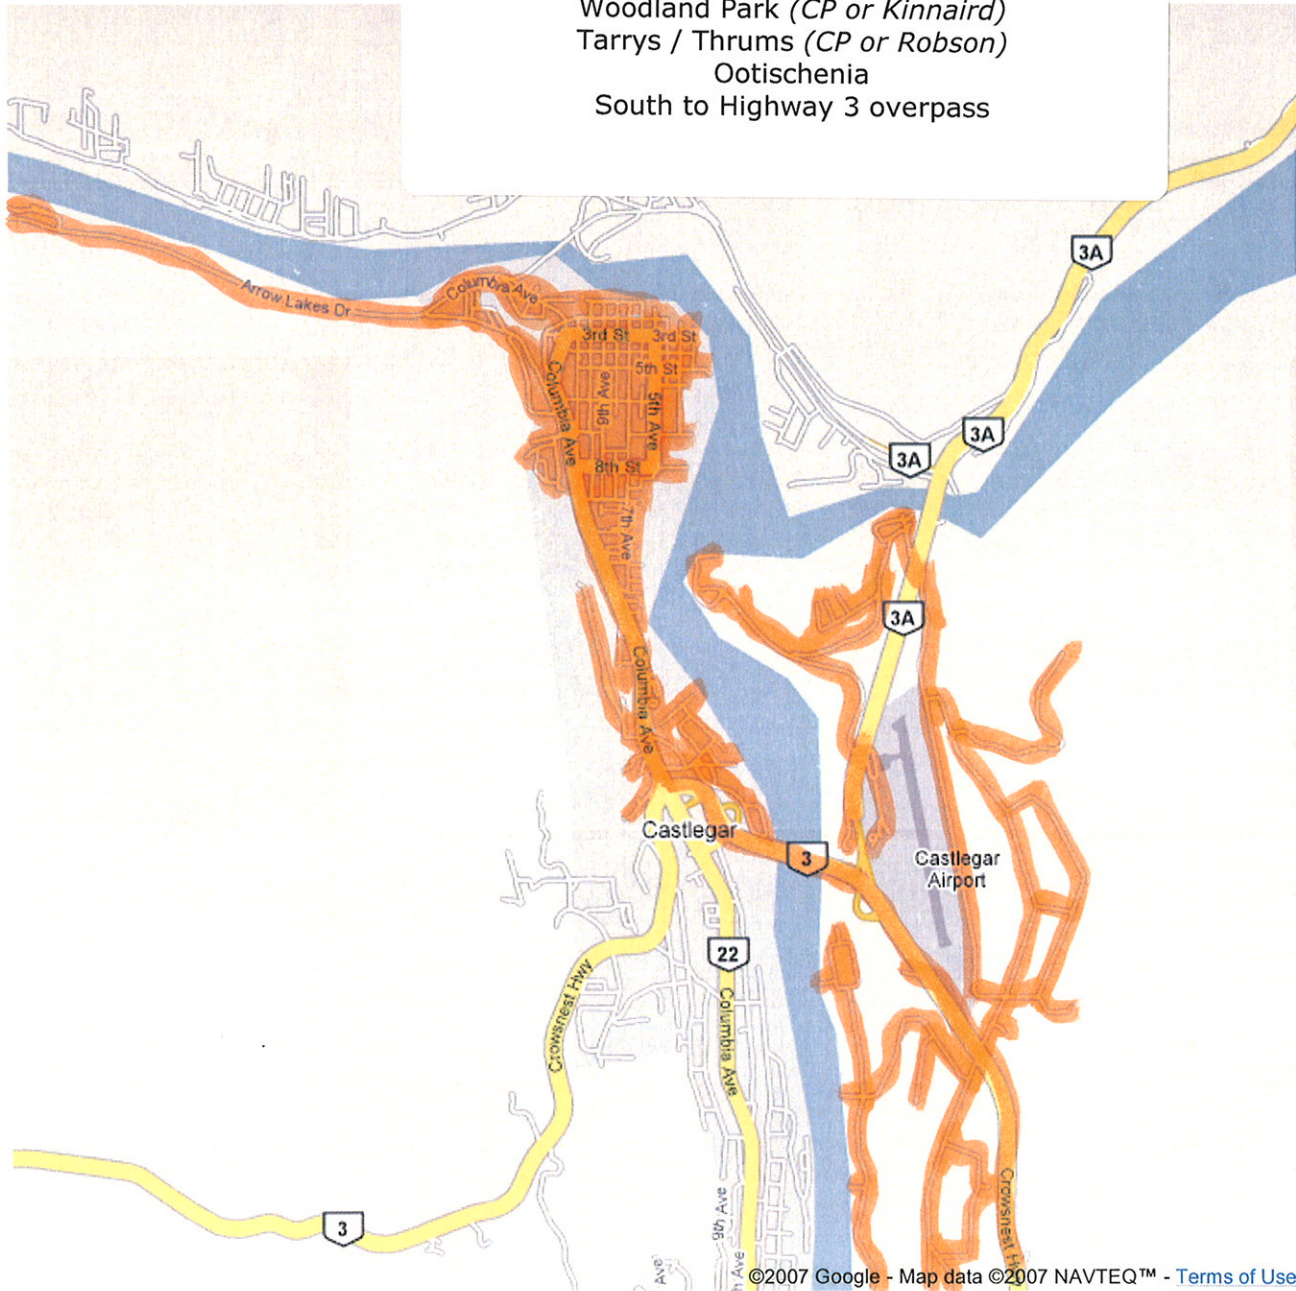 Woodland Park (CP or Kinnaird)
Tarrys / Thrums (CP or Robson)
Ootischenia
South to Highway 3 overpass
3A
Arrow Lakes Dr
Columbia Ave
3rd St
3rd St
5th St
Columbia Ave
9th Ave
5th Ave
8th St
3A
3A
7th Ave
3A
Columbia Ave
Castlegar
3
Castlegar
Airport
22
Crowsnest Hwy
Columbia Ave
3
9th Ave
Ave
h Ave
Crowsnest H
©2007 Google - Map data ©2007 NAVTEQ™ - Terms of Use